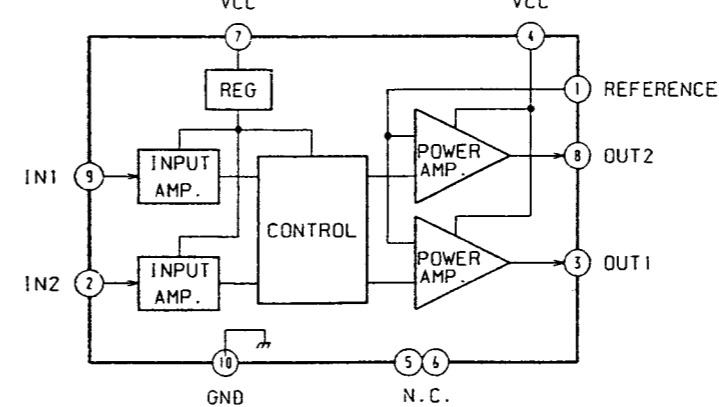 VCC
VCC
7
4
REG
1
REFERENCE
POWER
AMP.
8
OUT2
IN1
9
INPUT
AMP.
CONTROL
POWER
AMP.
3
OUT1
IN2
2
INPUT
AMP.
10
5
6
GND
N.C.